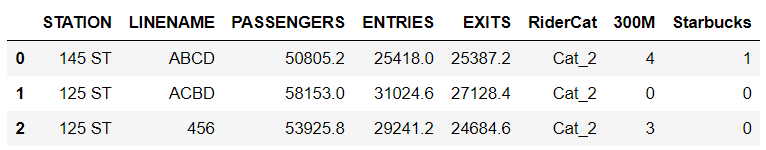 STATION LINENAME PASSENGERS ENTRIES EXITS RiderCat 300M Starbucks
0 145 ST ABCD 50805.2 25418.0 25387.2 Cat_2 4 1
1 125 ST ACBD 58153.0 31024.6 27128.4 Cat_2 0 0
2 125 ST 456 53925.8 29241.2 24684.6 Cat_2 3 0